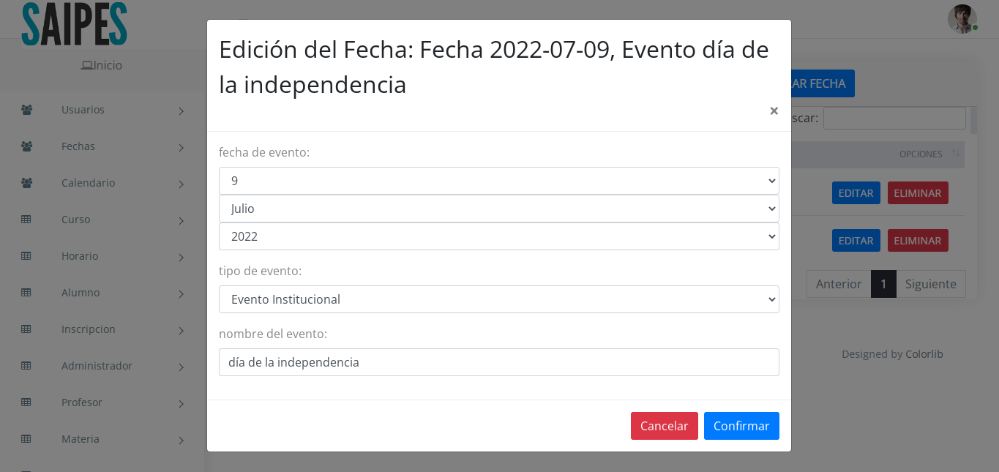 SAIPES
Inicio
Usuarios
Fechas
Calendario
Curso
Horario
Alumno
Inscripcion
Administrador
Profesor
Materia
Edición del Fecha: Fecha 2022-07-09, Evento día de
la independencia
×
fecha de evento:
9
Julio
2022
tipo de evento:
Evento Institucional
nombre del evento:
día de la independencia
Cancelar
Confirmar
AR FECHA
scar:
OPCIONES
EDITAR
ELIMINAR
EDITAR
ELIMINAR
Anterior
1
Siguiente
Designed by Colorlib